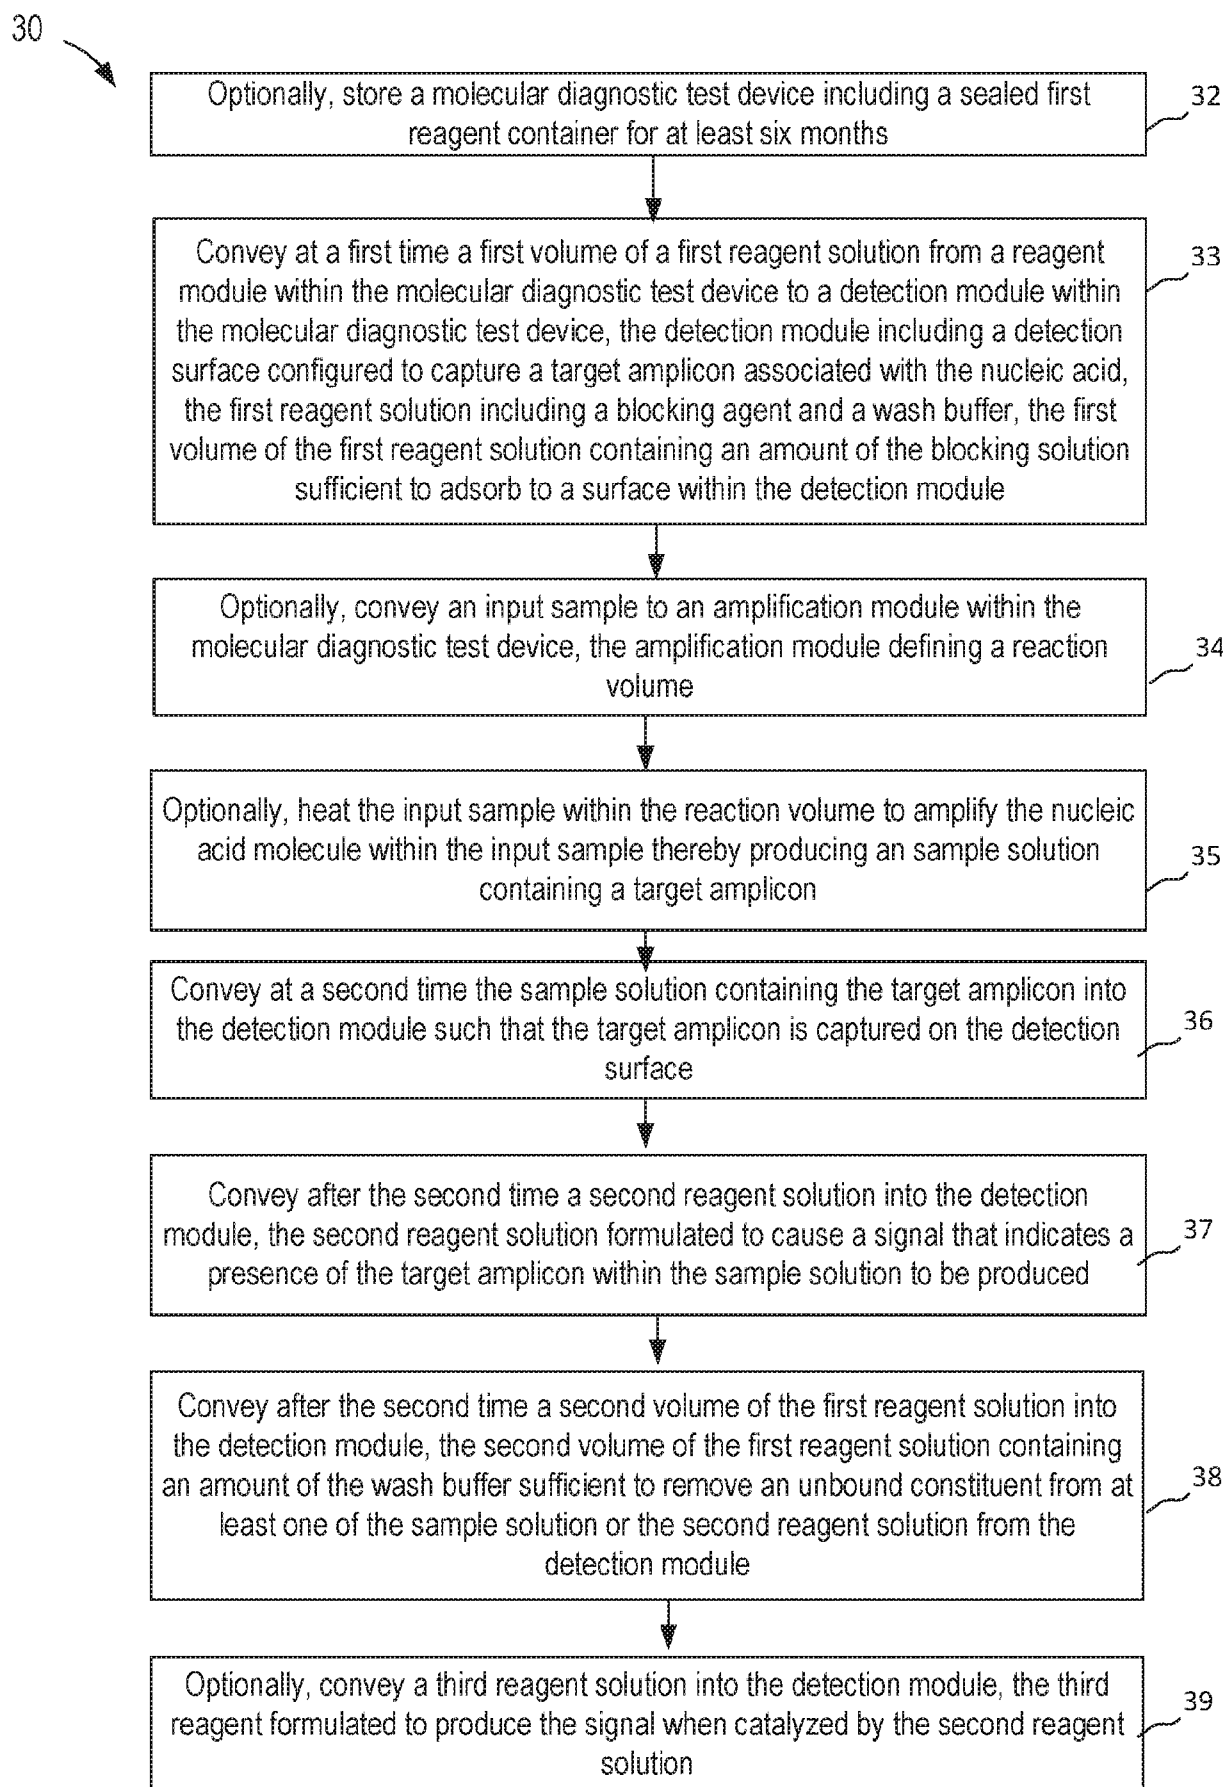 30
Optionally, store a molecular diagnostic test device including a sealed first
reagent container for at least six months
32
Convey at a first time a first volume of a first reagent solution from a reagent
module within the molecular diagnostic test device to a detection module within
the molecular diagnostic test device, the detection module including a detection
surface configured to capture a target amplicon associated with the nucleic acid,
the first reagent solution including a blocking agent and a wash buffer, the first
volume of the first reagent solution containing an amount of the blocking solution
sufficient to adsorb to a surface within the detection module
33
Optionally, convey an input sample to an amplification module within the
molecular diagnostic test device, the amplification module defining a reaction
volume
34
Optionally, heat the input sample within the reaction volume to amplify the nucleic
acid molecule within the input sample thereby producing an sample solution
containing a target amplicon
35
Convey at a second time the sample solution containing the target amplicon into
the detection module such that the target amplicon is captured on the detection
surface
36
Convey after the second time a second reagent solution into the detection
module, the second reagent solution formulated to cause a signal that indicates a
presence of the target amplicon within the sample solution to be produced
37
Convey after the second time a second volume of the first reagent solution into
the detection module, the second volume of the first reagent solution containing
an amount of the wash buffer sufficient to remove an unbound constituent from at
least one of the sample solution or the second reagent solution from the
detection module
38
Optionally, convey a third reagent solution into the detection module, the third
reagent formulated to produce the signal when catalyzed by the second reagent
solution
39